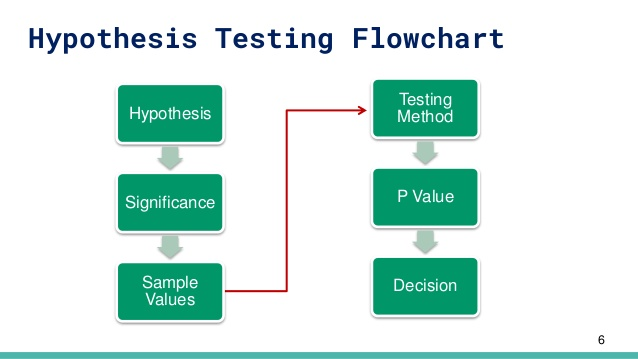 Hypothesis Testing Flowchart
Hypothesis
Significance
Sample
Values
Testing
Method
P Value
Decision
6